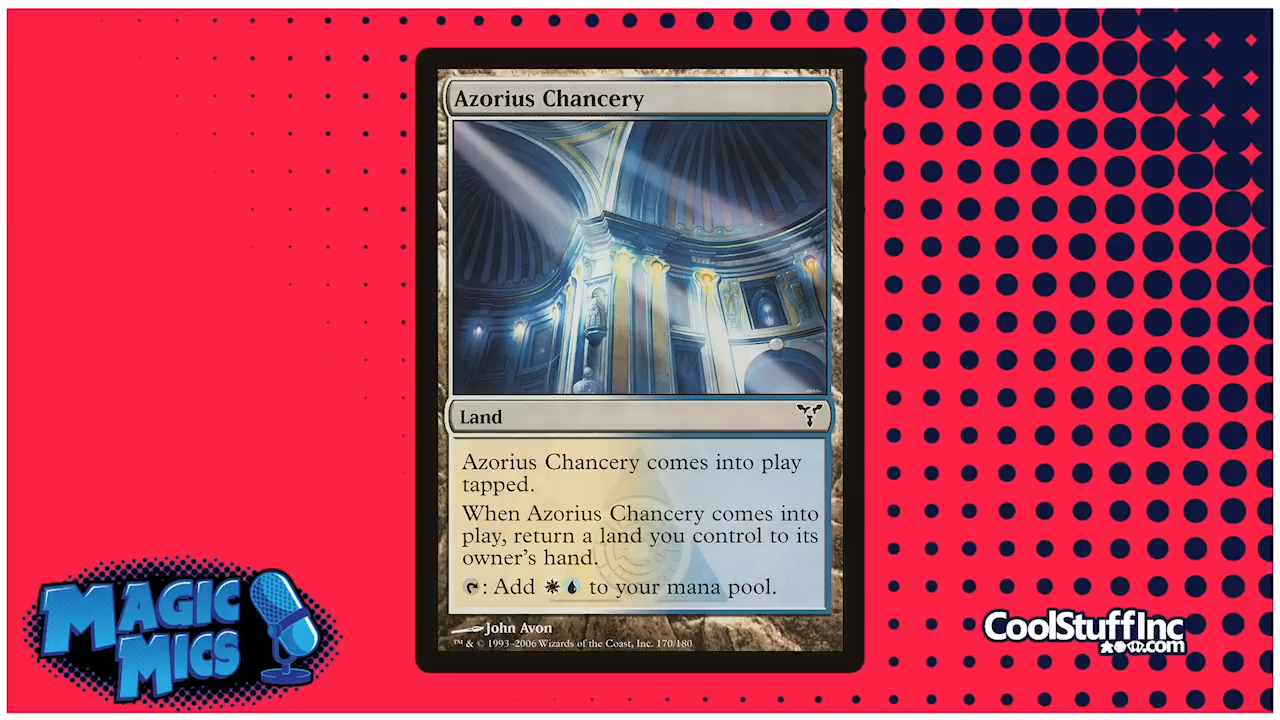 Azorius Chancery
Land
Azorius Chancery comes into play
tapped.
When Azorius Chancery comes into
play, return a land you control to its
owner's hand.
: Add to your mana pool.
John Avon
™ & © 1993–2006 Wizards of the Coast, Inc. 170/180
MAGIC
MICS
CoolStuffInc
.com